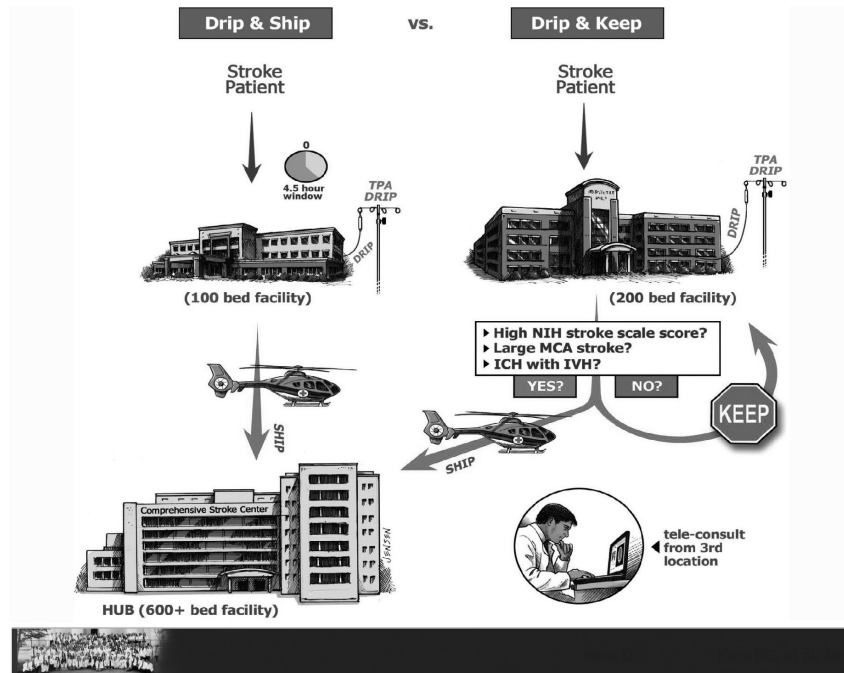 Drip & Ship
vs.
Drip & Keep
Stroke
Patient
0
4.5 hour
window
TPA
DRIP
DRIP
(100 bed facility)
SHIP
Comprehensive Stroke Center
JENSEN
HUB (600+ bed facility)
Stroke
Patient
TPA
DRIP
DRIP
(200 bed facility)
High NIH stroke scale score?
Large MCA stroke?
ICH with IVH?
YES?
NO?
KEEP
SHIP
tele-consult
from 3rd
location